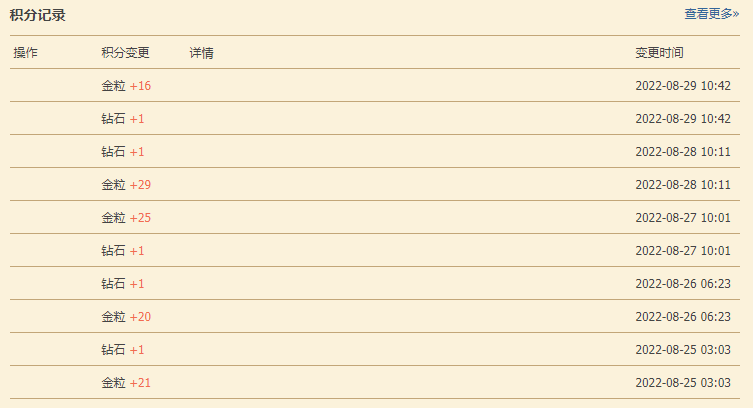 积分记录 查看更多»
操作 积分变更 详情 变更时间
金粒 +16 2022-08-29 10:42
钻石 +1 2022-08-29 10:42
钻石 +1 2022-08-28 10:11
金粒 +29 2022-08-28 10:11
金粒 +25 2022-08-27 10:01
钻石 +1 2022-08-27 10:01
钻石 +1 2022-08-26 06:23
金粒 +20 2022-08-26 06:23
钻石 +1 2022-08-25 03:03
金粒 +21 2022-08-25 03:03